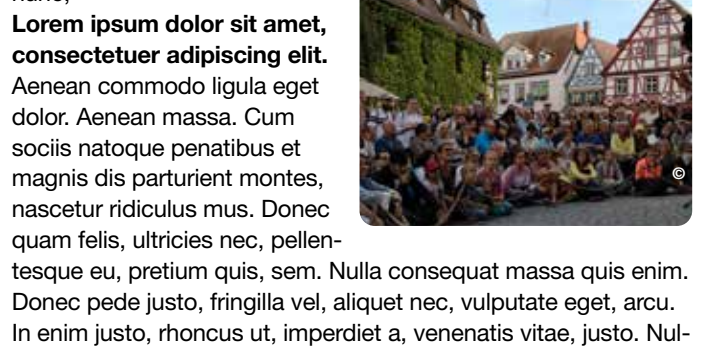 Lorem ipsum dolor sit amet,
consectetuer adipiscing elit.
Aenean commodo ligula eget
dolor. Aenean massa. Cum
sociis natoque penatibus et
magnis dis parturient montes,
nascetur ridiculus mus. Donec
quam felis, ultricies nec, pellen-
tesque eu, pretium quis, sem. Nulla consequat massa quis enim.
Donec pede justo, fringilla vel, aliquet nec, vulputate eget, arcu.
In enim justo, rhoncus ut, imperdiet a, venenatis vitae, justo. Nul-
©